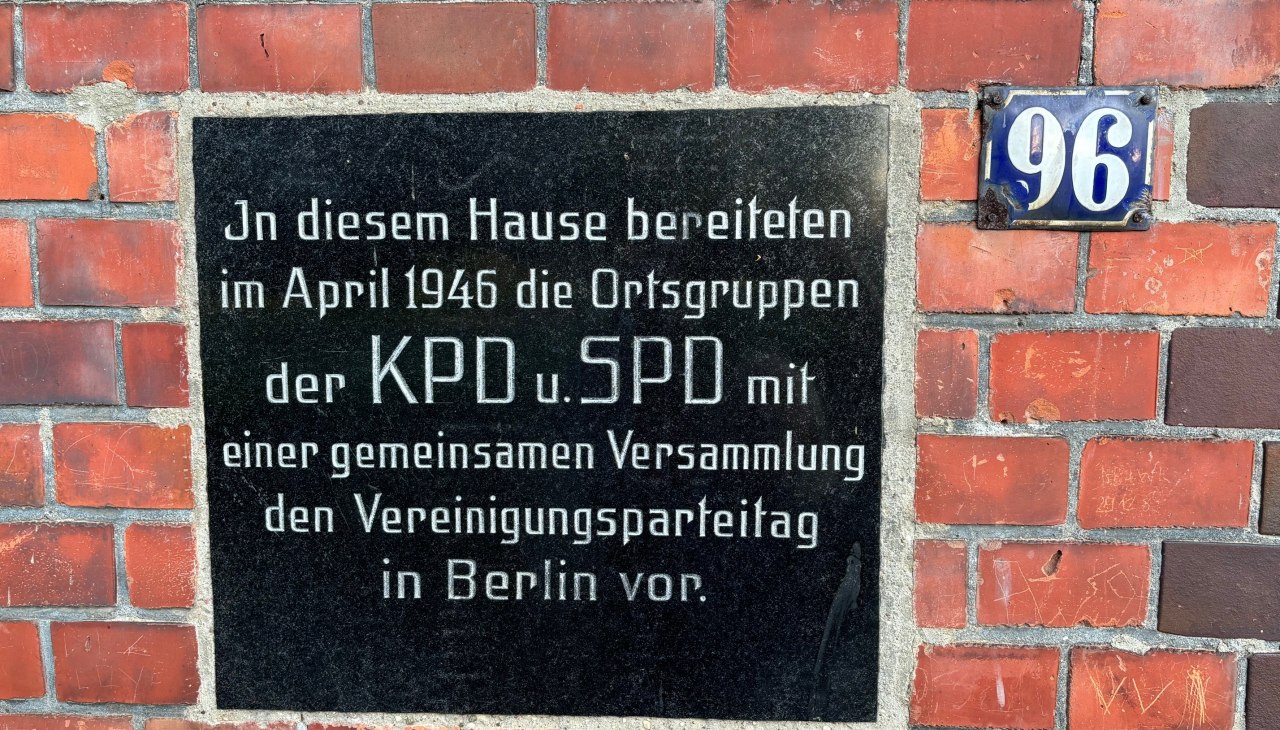 In diesem Hause bereiteten
im April 1946 die Ortsgruppen
der KPD u. SPD mit
einer gemeinsamen Versammlung
den Vereinigungsparteitag
in Berlin vor.
96